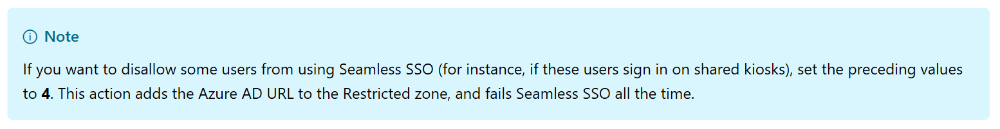 Note
If you want to disallow some users from using Seamless SSO (for instance, if these users sign in on shared kiosks), set the preceding values
to 4. This action adds the Azure AD URL to the Restricted zone, and fails Seamless SSO all the time.